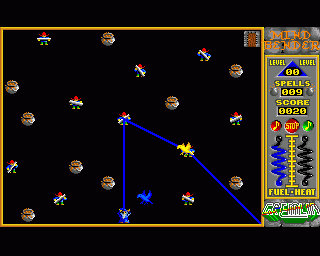 MIND
BENDER
LEVEL LEVEL
00
SPELLS
009
SCORE
0020
STOP
FUEL-HEAT
GREMLIN